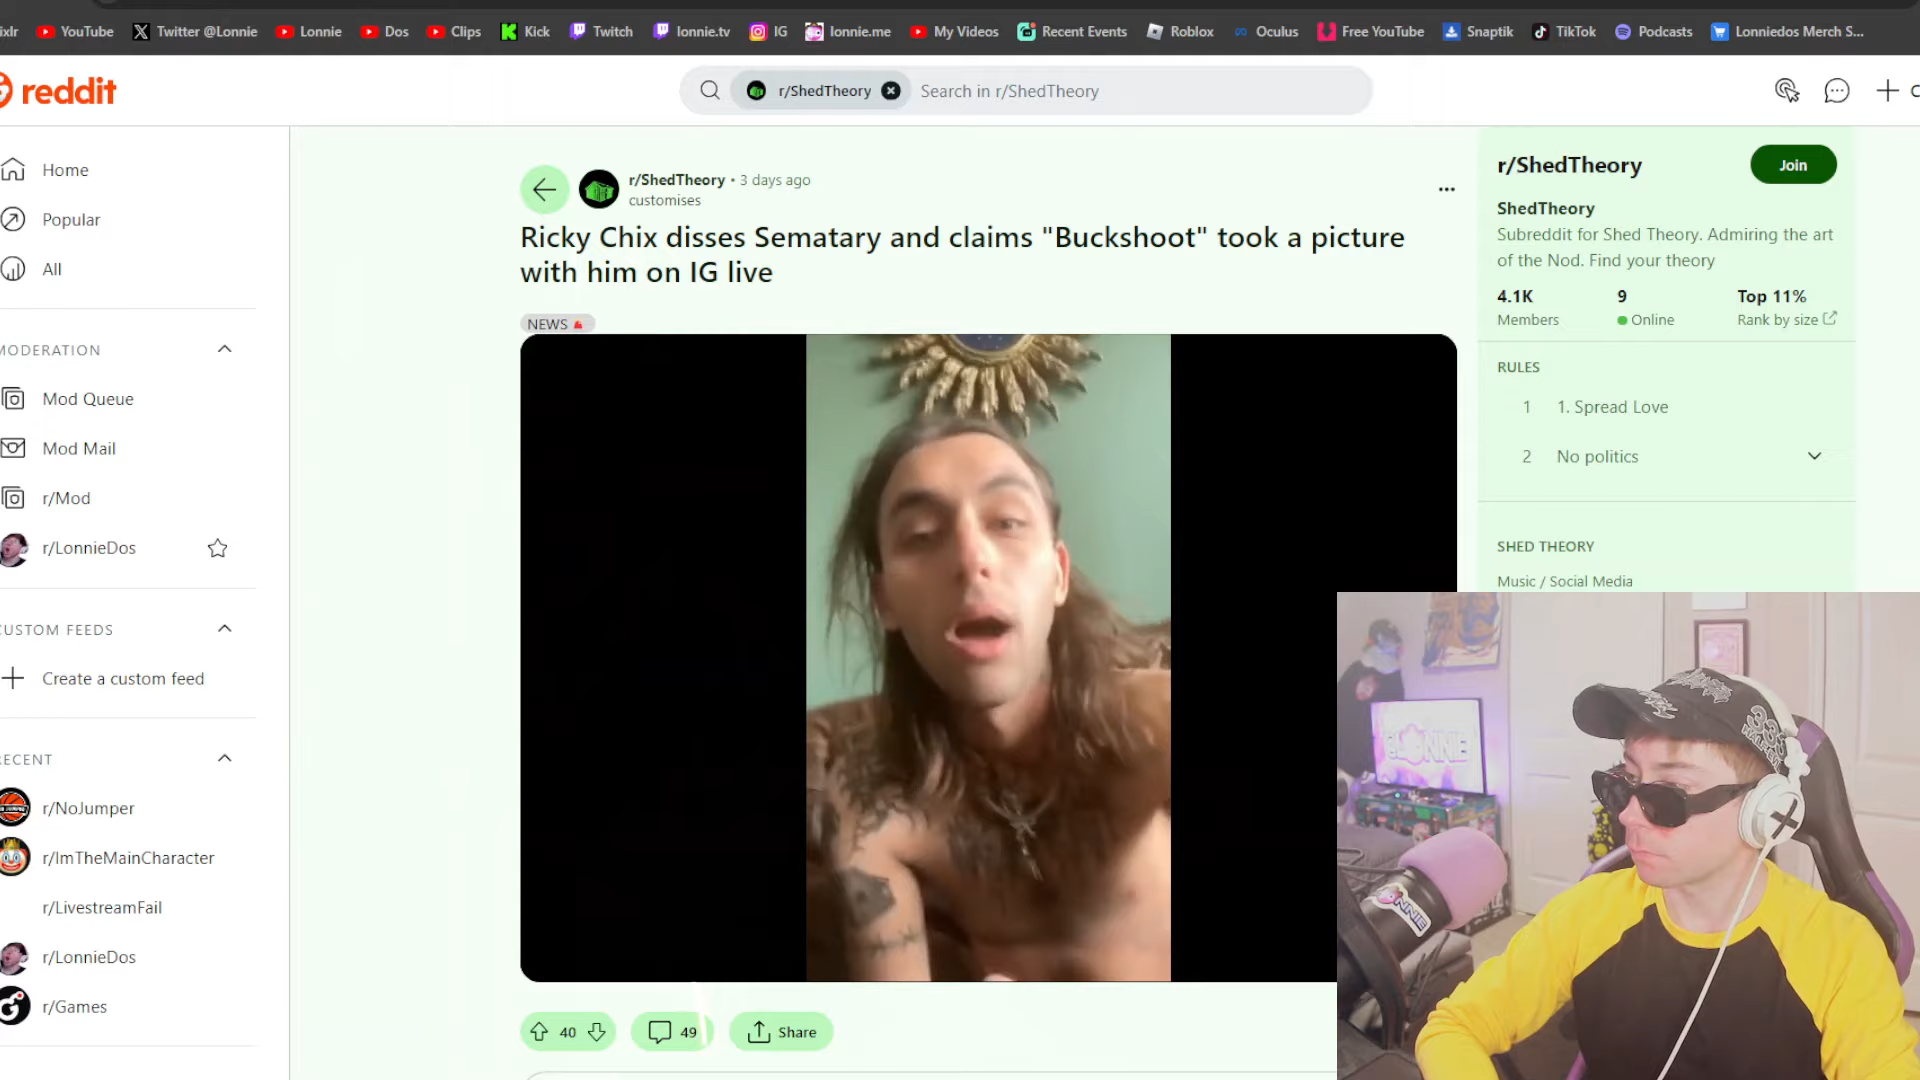 ixlr YouTube Twitter @Lonnie Lonnie Dos Clips Kick Twitch lonnie.tv IG lonnie.me My Videos Recent Events Roblox Oculus Free YouTube Snaptik TikTok Podcasts Lonniedos Merch S...
reddit
r/ShedTheory
Search in r/ShedTheory
Home
Popular
All
MODERATION
Mod Queue
Mod Mail
r/Mod
r/LonnieDos
CUSTOM FEEDS
Create a custom feed
RECENT
r/NoJumper
r/ImTheMainCharacter
r/LivestreamFail
r/LonnieDos
r/Games
r/ShedTheory • 3 days ago
customises
Ricky Chix disses Sematary and claims "Buckshoot" took a picture
with him on IG live
NEWS
40
49
Share
r/ShedTheory
Join
ShedTheory
Subreddit for Shed Theory. Admiring the art
of the Nod. Find your theory
4.1K 9 Top 11%
Members Online Rank by size
RULES
1 1. Spread Love
2 No politics
SHED THEORY
Music / Social Media
LONNIE
333
LONNIE